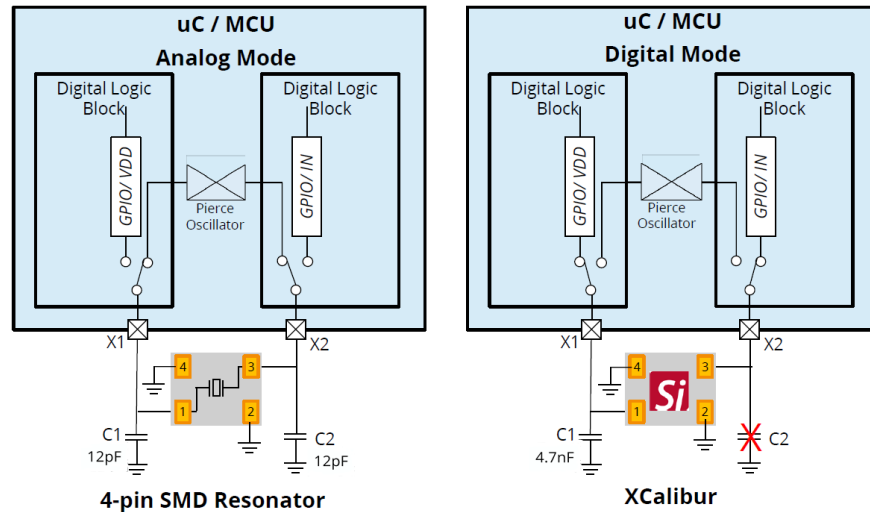 uC / MCU
Analog Mode
Digital Logic
Block
Digital Logic
Block
GPIO/ VDD
GPIO/ IN
Pierce
Oscillator
X1
X2
4
3
1
2
C1
12pF
C2
12pF
4-pin SMD Resonator
uC / MCU
Digital Mode
Digital Logic
Block
Digital Logic
Block
GPIO/ VDD
GPIO/ IN
Pierce
Oscillator
X1
X2
4
3
Si
1
2
C1
4.7nF
C2
XCalibur